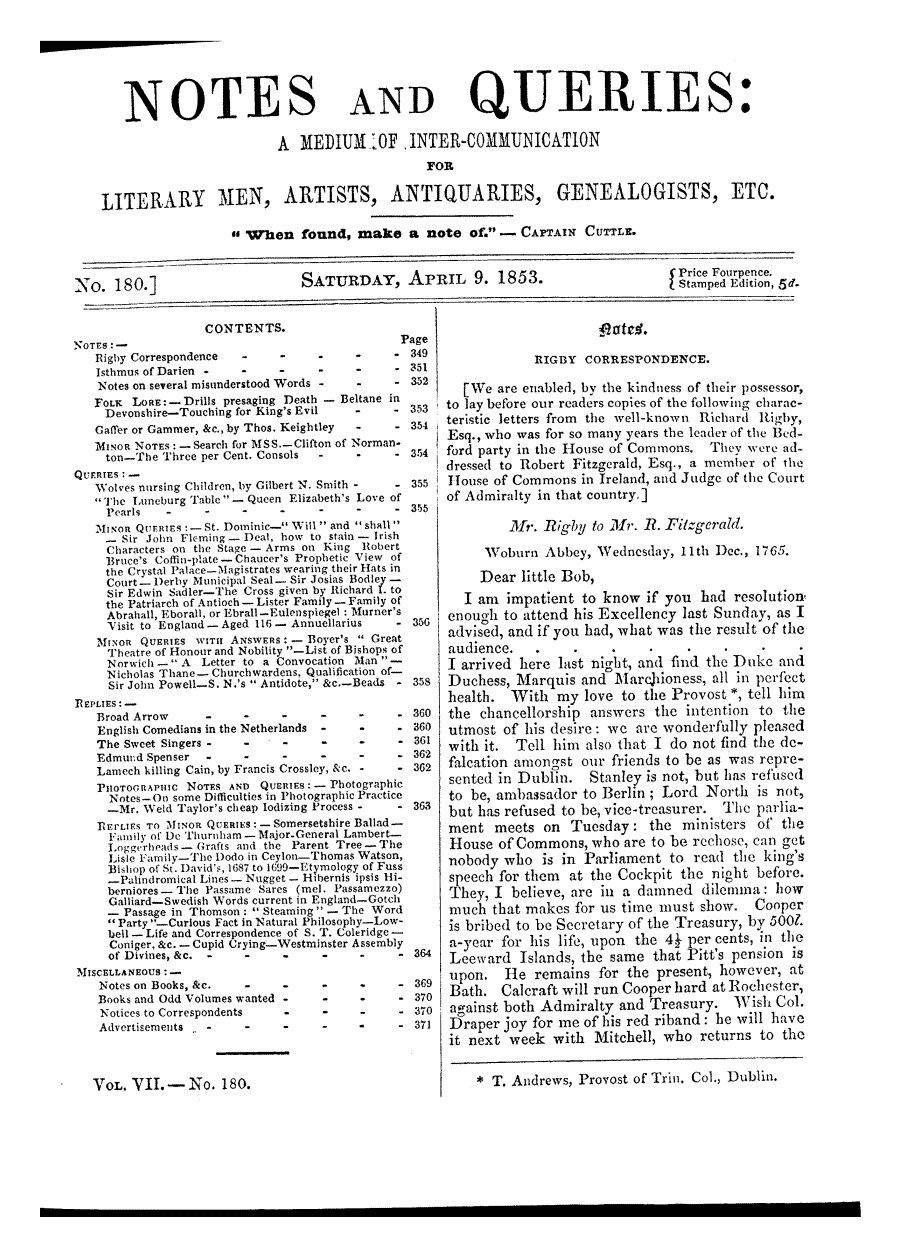 NOTES AND QUERIES:
A MEDIUM OF INTER-COMMUNICATION
FOR
LITERARY MEN, ARTISTS, ANTIQUARIES, GENEALOGISTS, ETC.
"When found, make a note of."—CAPTAIN CUTTLE.
No. 180.]
SATURDAY, APRIL 9. 1853.
{ Price Fourpence.
{ Stamped Edition, 5d.
CONTENTS.
NOTES:— Page
Rigby Correspondence - - - - - 349
Isthmus of Darien - - - - - - 351
Notes on several misunderstood Words - - - 352
FOLK LORE:—Drills presaging Death — Beltane in
Devonshire—Touching for King's Evil - - 353
Gaffer or Gammer, &c., by Thos. Keightley - - 354
MINOR NOTES:—Search for MSS.—Clifton of Norman-
ton—The Three per Cent. Consols - - - 354
QUERIES:—
Wolves nursing Children, by Gilbert N. Smith - - 355
"The Luneburg Table"—Queen Elizabeth's Love of
Pearls - - - - - - - 355
MINOR QUERIES:—St. Dominic—"Will" and "shall"
— Sir John Fleming — Deal, how to stain — Irish
Characters on the Stage — Arms on King Robert
Bruce's Coffin-plate—Chaucer's Prophetic View of
the Crystal Palace—Magistrates wearing their Hats in
Court—Derby Municipal Seal—Sir Josias Bodley—
Sir Edwin Sadler—The Cross given by Richard I. to
the Patriarch of Antioch—Lister Family—Family of
Abrahall, Eborall, or Ebrall—Eulenspiegel: Murner's
Visit to England—Aged 116—Annuellarius - 356
MINOR QUERIES WITH ANSWERS:—Boyer's "Great
Theatre of Honour and Nobility"—List of Bishops of
Norwich—"A Letter to a Convocation Man"—
Nicholas Thane—Churchwardens, Qualification of—
Sir John Powell—S. N.'s "Antidote," &c.—Beads - 358
REPLIES:—
Broad Arrow - - - - - - 360
English Comedians in the Netherlands - - - 360
The Sweet Singers - - - - - - 361
Edmund Spenser - - - - - - 362
Lamech killing Cain, by Francis Crossley, &c. - - 362
PHOTOGRAPHIC NOTES AND QUERIES:—Photographic
Notes—On some Difficulties in Photographic Practice
—Mr. Weld Taylor's cheap Iodizing Process - - 363
REPLIES TO MINOR QUERIES:—Somersetshire Ballad—
Family of De Thurnham—Major-General Lambert—
Loggerheads—Grafts and the Parent Tree—The
Lisle Family—The Dodo in Ceylon—Thomas Watson,
Bishop of St. David's, 1687 to 1699—Etymology of Fuss
—Palindromical Lines—Nugget—Hibernis ipsis Hi-
berniores—The Passame Sares (mel. Passamezzo)
Galliard—Swedish Words current in England—Gotch
— Passage in Thomson: "Steaming"—The Word
"Party"—Curious Fact in Natural Philosophy—Low-
bell—Life and Correspondence of S. T. Coleridge—
Coniger, &c.—Cupid Crying—Westminster Assembly
of Divines, &c. - - - - - - 364
MISCELLANEOUS:—
Notes on Books, &c. - - - - - 369
Books and Odd Volumes wanted - - - - 370
Notices to Correspondents - - - - 370
Advertisements - - - - - - 371
VOL. VII.—No. 180.
Notes.
RIGBY CORRESPONDENCE.
[We are enabled, by the kindness of their possessor,
to lay before our readers copies of the following charac-
teristic letters from the well-known Richard Rigby,
Esq., who was for so many years the leader of the Bed-
ford party in the House of Commons. They were ad-
dressed to Robert Fitzgerald, Esq., a member of the
House of Commons in Ireland, and Judge of the Court
of Admiralty in that country.]
Mr. Rigby to Mr. R. Fitzgerald.
Woburn Abbey, Wednesday, 11th Dec., 1765.
Dear little Bob,
I am impatient to know if you had resolution
enough to attend his Excellency last Sunday, as I
advised, and if you had, what was the result of the
audience. . . . . . . . .
I arrived here last night, and find the Duke and
Duchess, Marquis and Marchioness, all in perfect
health. With my love to the Provost*, tell him
the chancellorship answers the intention to the
utmost of his desire: we are wonderfully pleased
with it. Tell him also that I do not find the de-
falcation amongst our friends to be as was repre-
sented in Dublin. Stanley is not, but has refused
to be, ambassador to Berlin; Lord North is not,
but has refused to be, vice-treasurer. The parlia-
ment meets on Tuesday: the ministers of the
House of Commons, who are to be rechose, can get
nobody who is in Parliament to read the king's
speech for them at the Cockpit the night before.
They, I believe, are in a damned dilemma: how
much that makes for us time must show. Cooper
is bribed to be Secretary of the Treasury, by 500l.
a-year for his life, upon the 4½ per cents, in the
Leeward Islands, the same that Pitt's pension is
upon. He remains for the present, however, at
Bath. Calcraft will run Cooper hard at Rochester,
against both Admiralty and Treasury. Wish Col.
Draper joy for me of his red riband: he will have
it next week with Mitchell, who returns to the
* T. Andrews, Provost of Trin. Col., Dublin.